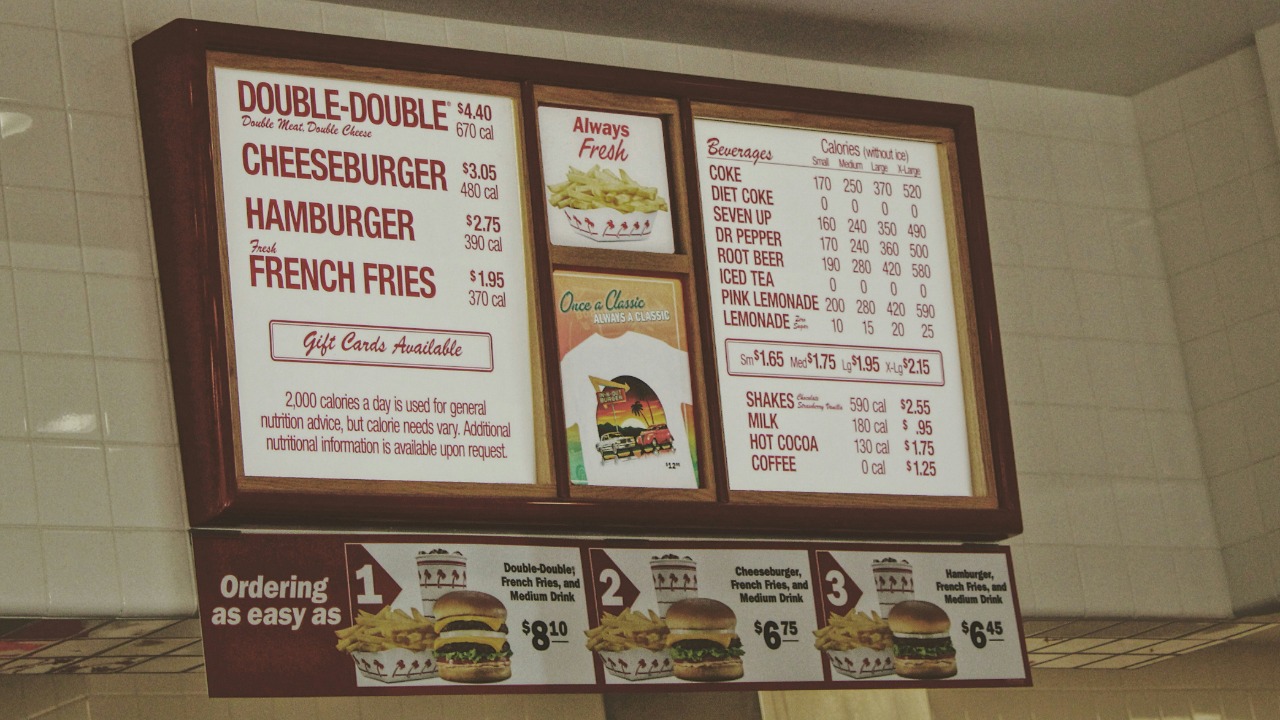 DOUBLE-DOUBLE® $4.40
Double Meat, Double Cheese 670 cal
CHEESEBURGER $3.05
480 cal
HAMBURGER $2.75
390 cal
Fresh
FRENCH FRIES $1.95
370 cal
Gift Cards Available
2,000 calories a day is used for general
nutrition advice, but calorie needs vary. Additional
nutritional information is available upon request.
Always
Fresh
Once a Classic
ALWAYS A CLASSIC
IN-N-OUT
BURGER
Beverages Calories (without ice)
Small Medium Large X-Large
COKE 170 250 370 520
DIET COKE 0 0 0 0
SEVEN UP 160 240 350 490
DR PEPPER 170 240 360 500
ROOT BEER 190 280 420 580
ICED TEA 0 0 0 0
PINK LEMONADE 200 280 420 590
LEMONADE Zero Sugar 10 15 20 25
Sm$1.65 Med$1.75 Lg$1.95 X-Lg$2.15
SHAKES Chocolate Strawberry Vanilla 590 cal $2.55
MILK 180 cal $ .95
HOT COCOA 130 cal $1.75
COFFEE 0 cal $1.25
Ordering
as easy as
1
Double-Double,
French Fries, and
Medium Drink
$8.10
2
Cheeseburger,
French Fries, and
Medium Drink
$6.75
3
Hamburger,
French Fries, and
Medium Drink
$6.45